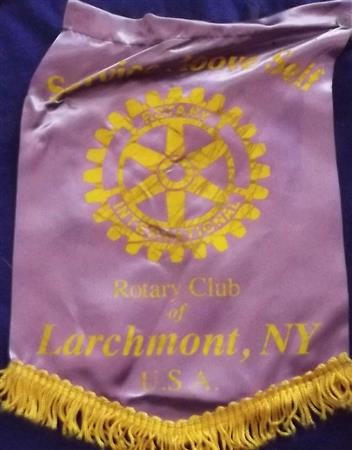 Service Above Self
ROTARY
INTERNATIONAL
Rotary Club
of
Larchmont, NY
U.S.A.